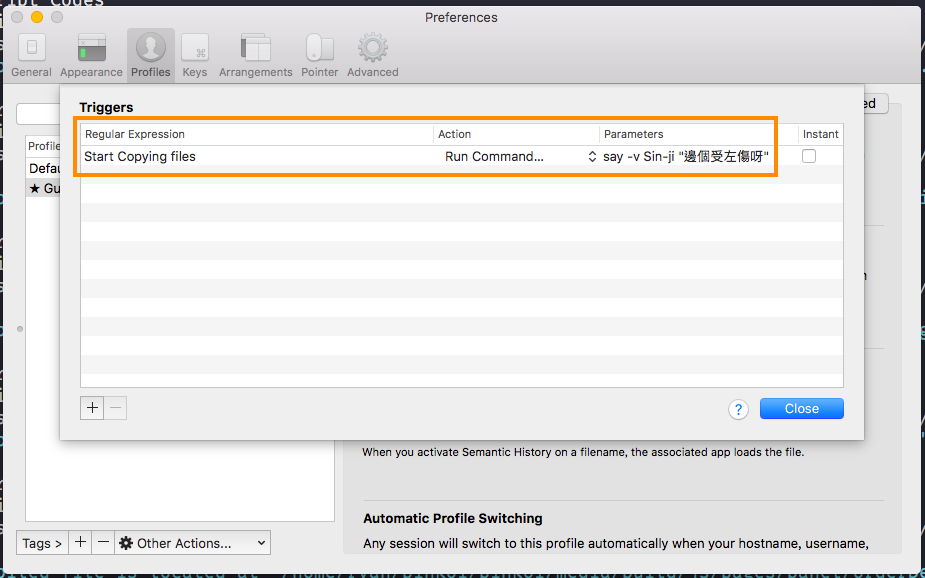 ript Codes
Preferences
General Appearance Profiles Keys Arrangements Pointer Advanced
Triggers
ed
Regular Expression Action Parameters Instant
Start Copying files Run Command... say -v Sin-ji "邊個受左傷呀"
Profile
Defau
★ Gu
+ −
? Close
When you activate Semantic History on a filename, the associated app loads the file.
Automatic Profile Switching
Tags > + − Other Actions...
Any session will switch to this profile automatically when your hostname, username,